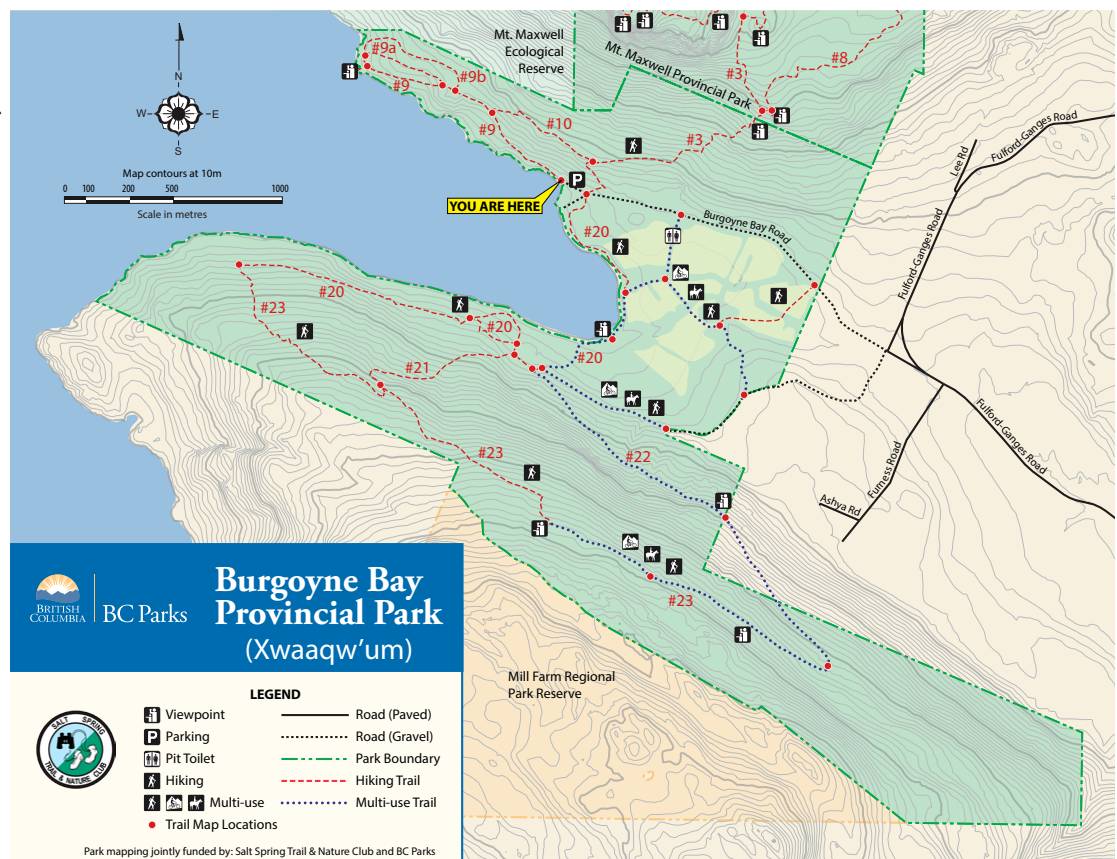 Mt. Maxwell
Ecological
Reserve
Mt. Maxwell Provincial Park
#9a
#9b
#9
#3
#8
#10
#9
#3
N
W
E
S
Map contours at 10m
0 100 200 500 1000
Scale in metres
P
YOU ARE HERE
Lee Rd
Fulford-Ganges Road
Burgoyne Bay Road
Fulford-Ganges Road
#20
#20
#23
#20
#20
#21
#22
#23
Fulford-Ganges Road
Furness Road
Ashya Rd
#23
Mill Farm Regional
Park Reserve
BRITISH
COLUMBIA
BC Parks
Burgoyne Bay
Provincial Park
(Xwaaqw'um)
LEGEND
Viewpoint
Road (Paved)
P Parking
Road (Gravel)
Pit Toilet
Park Boundary
Hiking
Hiking Trail
Multi-use
Multi-use Trail
Trail Map Locations
SALT SPRING
TRAIL & NATURE CLUB
Park mapping jointly funded by: Salt Spring Trail & Nature Club and BC Parks